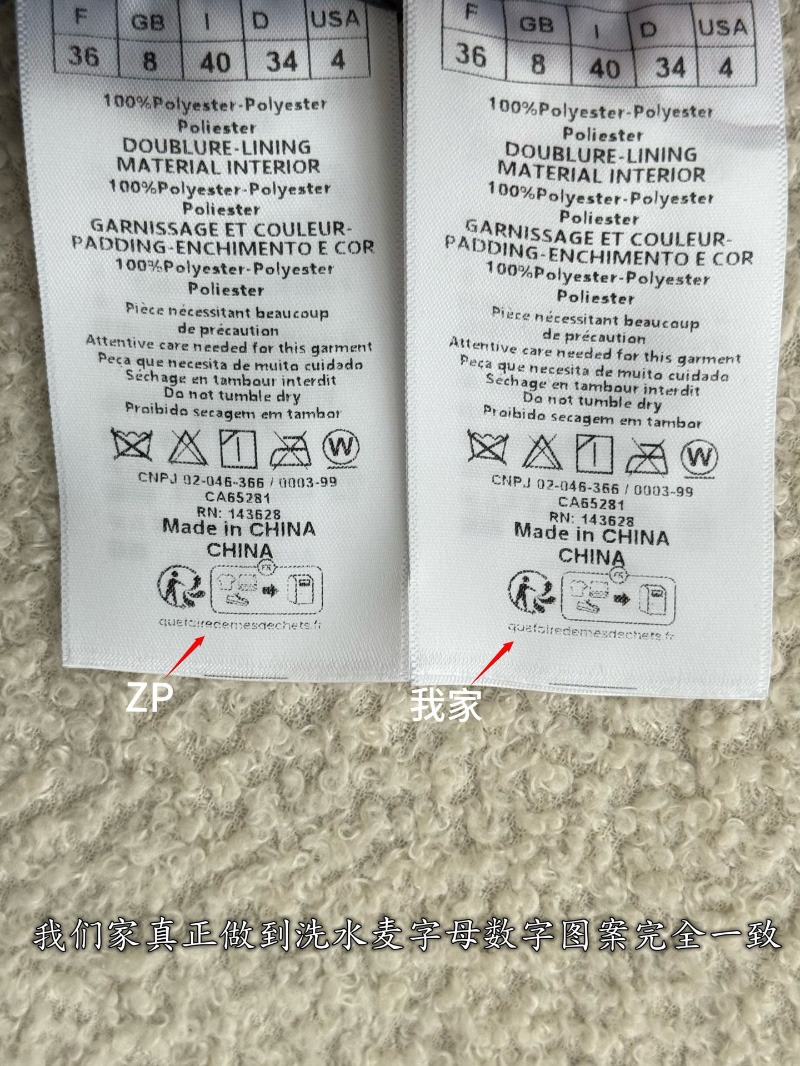 F GB I D USA
36 8 40 34 4
100%Polyester-Polyester
Poliester
DOUBLURE-LINING
MATERIAL INTERIOR
100%Polyester-Polyester
Poliester
GARNISSAGE ET COULEUR-
PADDING-ENCHIMENTO E COR
100%Polyester-Polyester
Poliester
Pièce nécessitant beaucoup
de précaution
Attentive care needed for this garment
Peça que necesita de muito cuidado
Séchage en tambour interdit
Do not tumble dry
Proibido secagem em tambor
W
CNPJ 02-046-366 / 0003-99
CA65281
RN: 143628
Made in CHINA
CHINA
FR
quefairedemesdechets.fr
ZP
F GB I D USA
36 8 40 34 4
100%Polyester-Polyester
Poliester
DOUBLURE-LINING
MATERIAL INTERIOR
100%Polyester-Polyester
Poliester
GARNISSAGE ET COULEUR-
PADDING-ENCHIMENTO E COR
100%Polyester-Polyester
Poliester
Pièce nécessitant beaucoup
de précaution
Attentive care needed for this garment
Peça que necesita de muito cuidado
Séchage en tambour interdit
Do not tumble dry
Proibido secagem em tambor
W
CNPJ 02-046-366 / 0003-99
CA65281
RN: 143628
Made in CHINA
CHINA
FR
quefairedemesdechets.fr
我家
我们家真正做到洗水麦字母数字图案完全一致